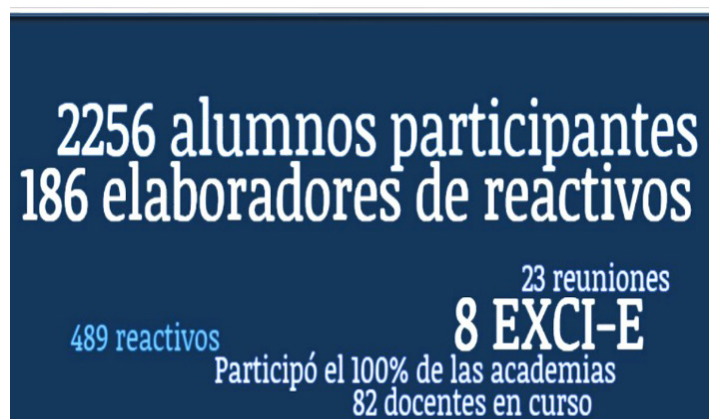 2256 alumnos participantes
186 elaboradores de reactivos
23 reuniones
8 EXCI-E
489 reactivos
Participó el 100% de las academias
82 docentes en curso